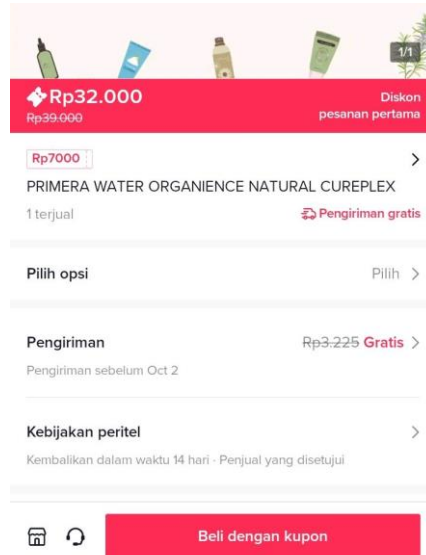 1/1
Rp32.000
Diskon
Rp39.000
pesanan pertama
Rp7000
PRIMERA WATER ORGANIENCE NATURAL CUREPLEX
1 terjual
Pengiriman gratis
Pilih opsi
Pilih
Pengiriman
Rp3.225 Gratis
Pengiriman sebelum Oct 2
Kebijakan peritel
Kembalikan dalam waktu 14 hari · Penjual yang disetujui
Beli dengan kupon